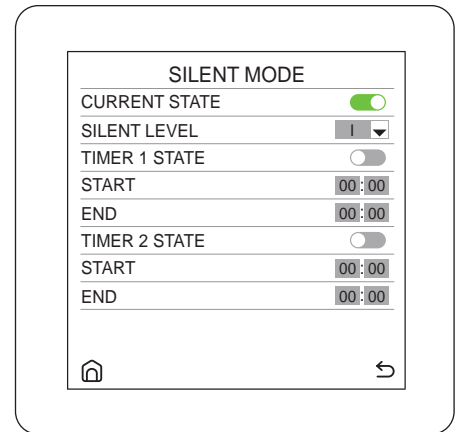 SILENT MODE
CURRENT STATE
SILENT LEVEL I
TIMER 1 STATE
START 00:00
END 00:00
TIMER 2 STATE
START 00:00
END 00:00